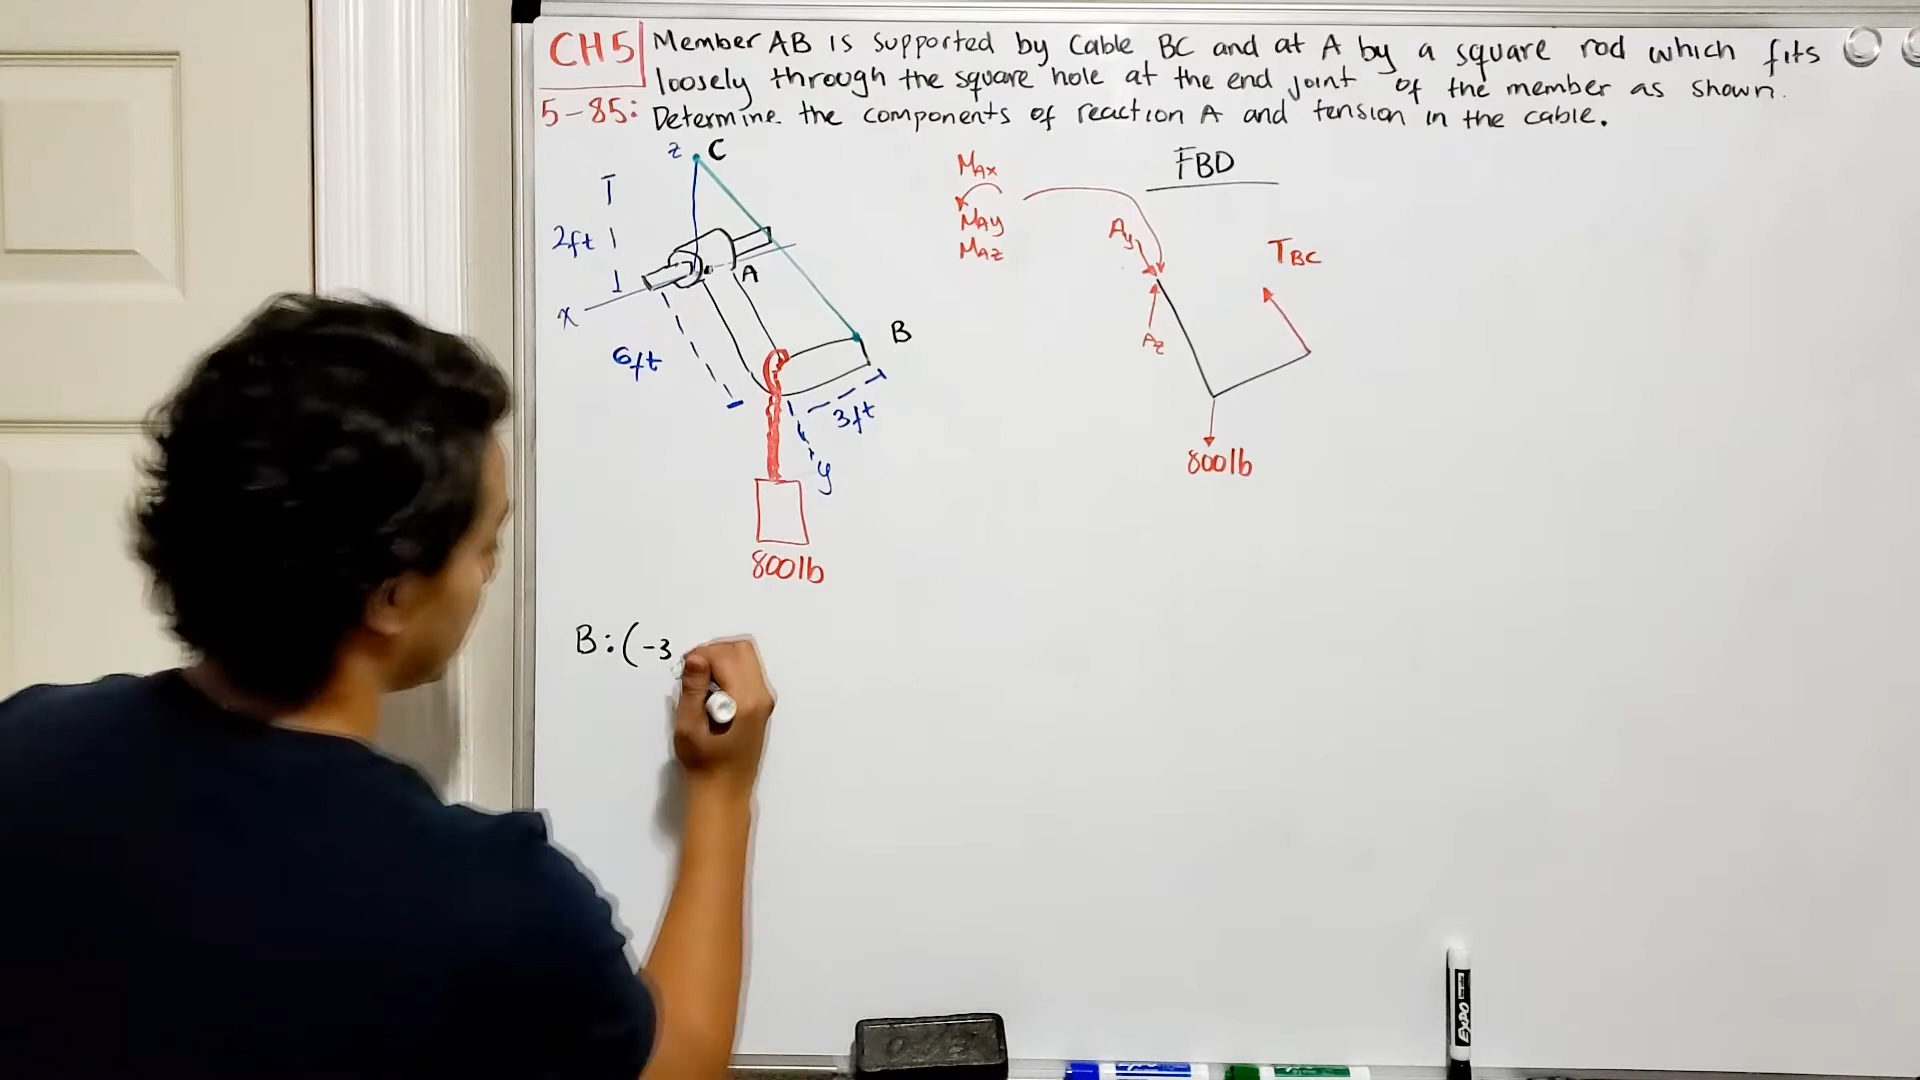 CH5
Member AB is supported by Cable BC and at A by a square rod which fits
loosely through the square hole at the end joint of the member as shown.
5-85: Determine. the components of reaction A and tension in the cable.
z C
2ft
A
x
6ft
B
3ft
y
800lb
FBD
MAX
MAY
MAZ
Ay
Az
TBC
800lb
B:(-3
EXPO